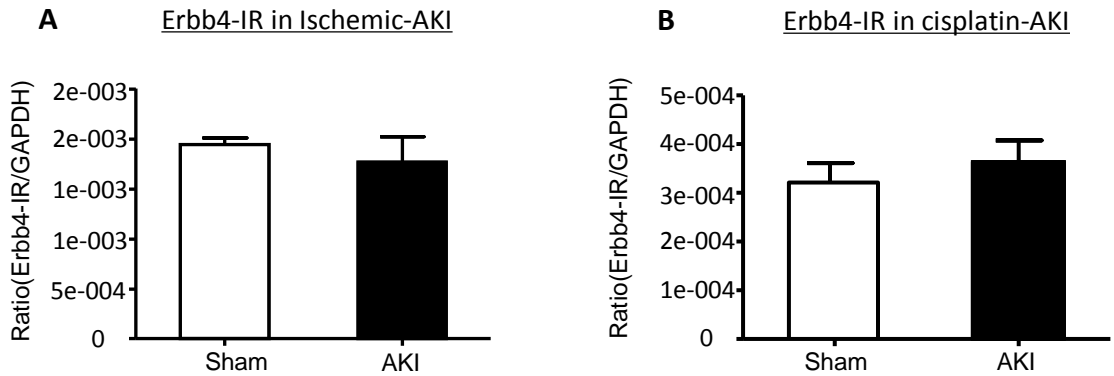 A
Erbb4-IR in Ischemic-AKI
Ratio(Erbb4-IR/GAPDH)
2e-003
2e-003
1e-003
1e-003
5e-004
0
Sham
AKI
B
Erbb4-IR in cisplatin-AKI
Ratio(Erbb4-IR/GAPDH)
5e-004
4e-004
3e-004
2e-004
1e-004
0
Sham
AKI